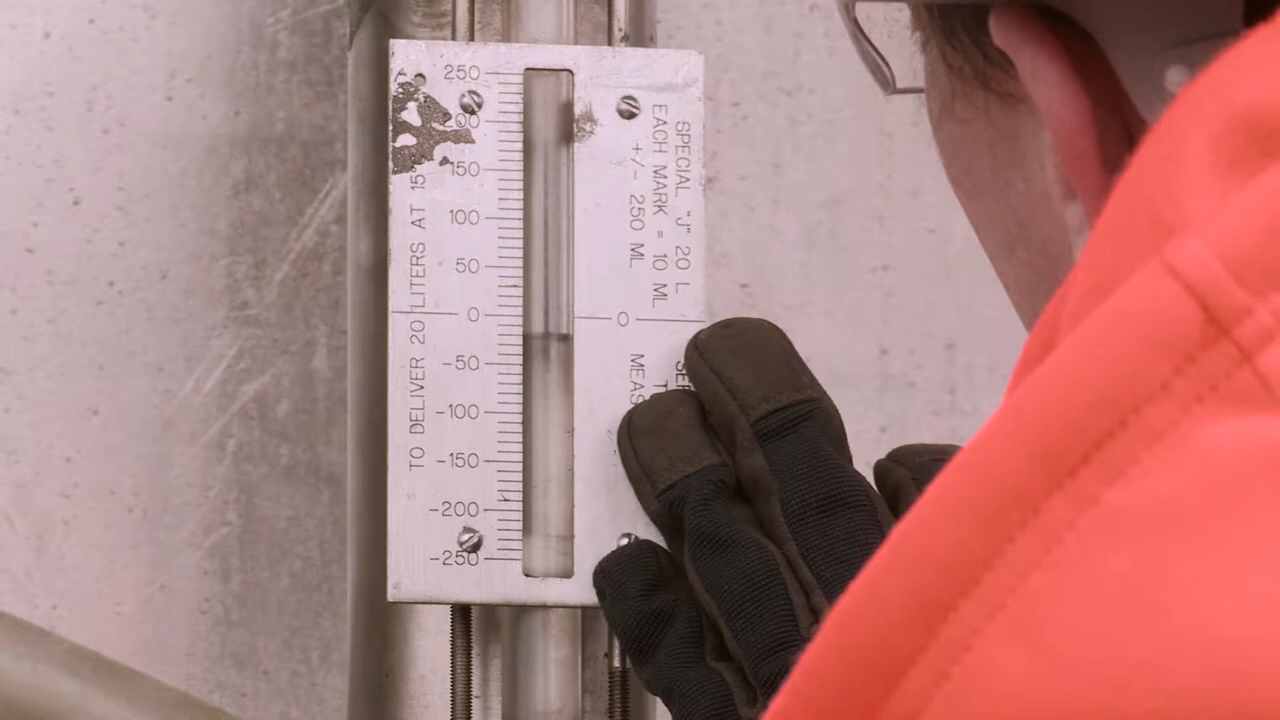 250
150
100
50
0
-50
-100
-150
-200
-250
TO DELIVER 20 LITERS AT 15°
SPECIAL "J" 20 L
EACH MARK = 10 ML
+/- 250 ML
0
MEAS